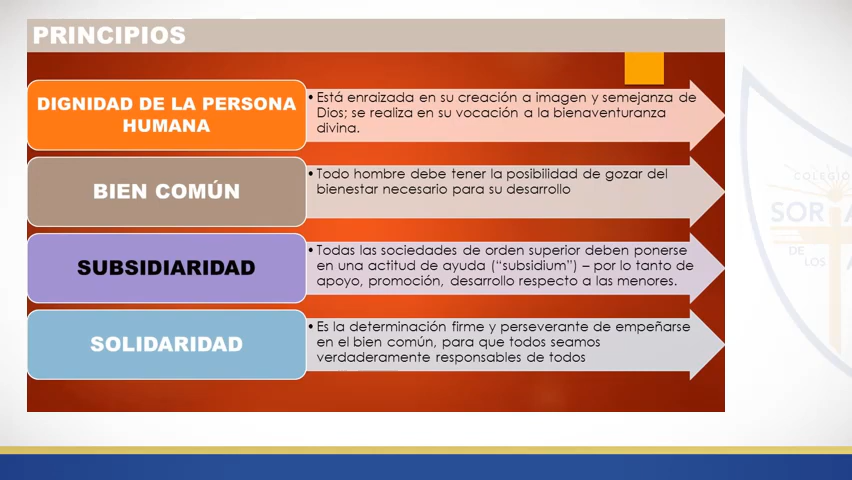 PRINCIPIOS
DIGNIDAD DE LA PERSONA
HUMANA
• Está enraizada en su creación a imagen y semejanza de
Dios; se realiza en su vocación a la bienaventuranza
divina.
BIEN COMÚN
• Todo hombre debe tener la posibilidad de gozar del
bienestar necesario para su desarrollo
SUBSIDIARIDAD
• Todas las sociedades de orden superior deben ponerse
en una actitud de ayuda (“subsidium”) – por lo tanto de
apoyo, promoción, desarrollo respecto a las menores.
SOLIDARIDAD
• Es la determinación firme y perseverante de empeñarse
en el bien común, para que todos seamos
verdaderamente responsables de todos
COLEGIO
SOR
DE
LOS